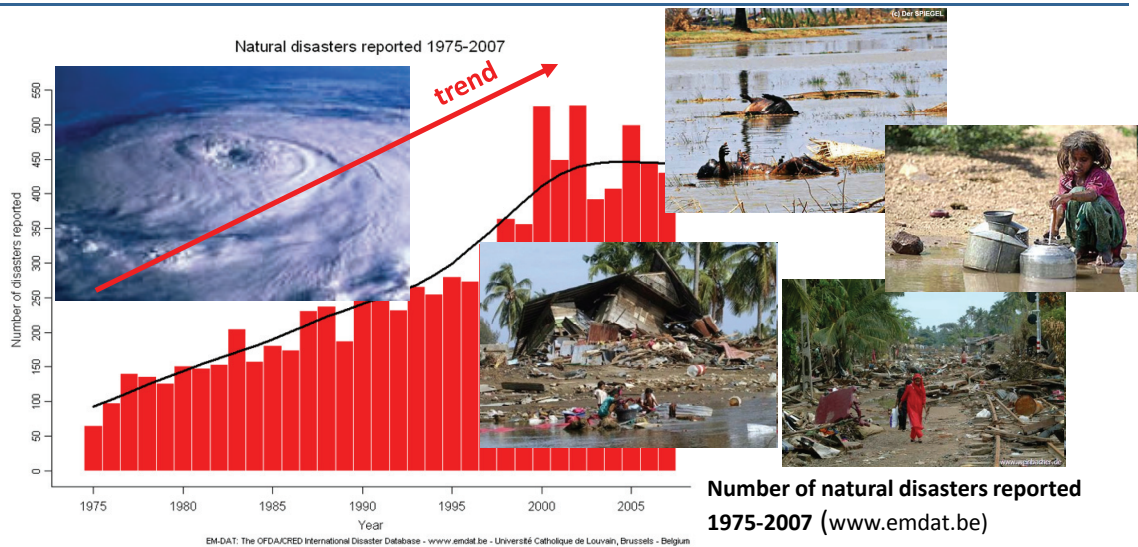 (c) Der SPIEGEL
Natural disasters reported 1975-2007
trend
Number of disasters reported
550
500
450
400
350
300
250
200
150
100
50
0
1975 1980 1985 1990 1995 2000 2005
Year
EM-DAT: The OFDA/CRED International Disaster Database - www.emdat.be - Université Catholique de Louvain, Brussels - Belgium
Number of natural disasters reported
1975-2007 (www.emdat.be)